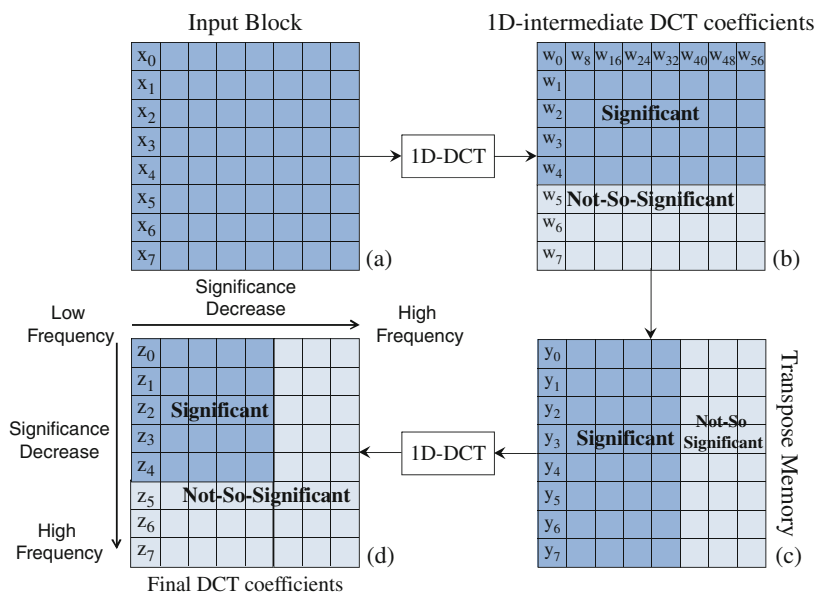 Input Block
x0
x1
x2
x3
x4
x5
x6
x7
(a)
1D-DCT
1D-intermediate DCT coefficients
w0 w8 w16 w24 w32 w40 w48 w56
w1
w2
w3
w4
w5
w6
w7
Significant
Not-So-Significant
(b)
Significance
Decrease
Low
Frequency
High
Frequency
Significance
Decrease
High
Frequency
z0
z1
z2
z3
z4
z5
z6
z7
Significant
Not-So-Significant
(d)
Final DCT coefficients
1D-DCT
y0
y1
y2
y3
y4
y5
y6
y7
Significant
Not-So
Significant
Transpose Memory
(c)